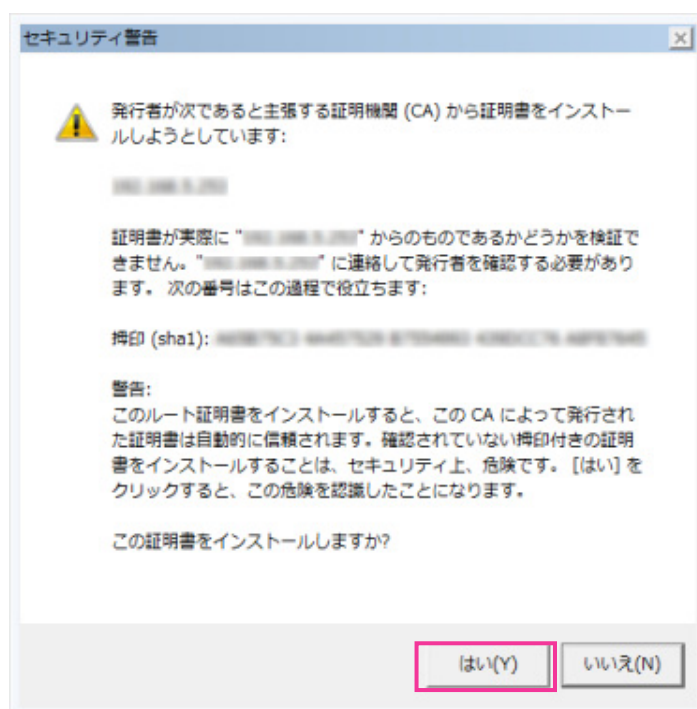 セキュリティ警告
発行者が次であると主張する証明機関 (CA) から証明書をインストー
ルしようとしています:
証明書が実際に " " からのものであるかどうかを検証で
きません。" " に連絡して発行者を確認する必要があり
ます。 次の番号はこの過程で役立ちます:
拇印 (sha1):
警告:
このルート証明書をインストールすると、この CA によって発行され
た証明書は自動的に信頼されます。確認されていない拇印付きの証明
書をインストールすることは、セキュリティ上、危険です。 [はい] を
クリックすると、この危険を認識したことになります。
この証明書をインストールしますか?
はい(Y)
いいえ(N)